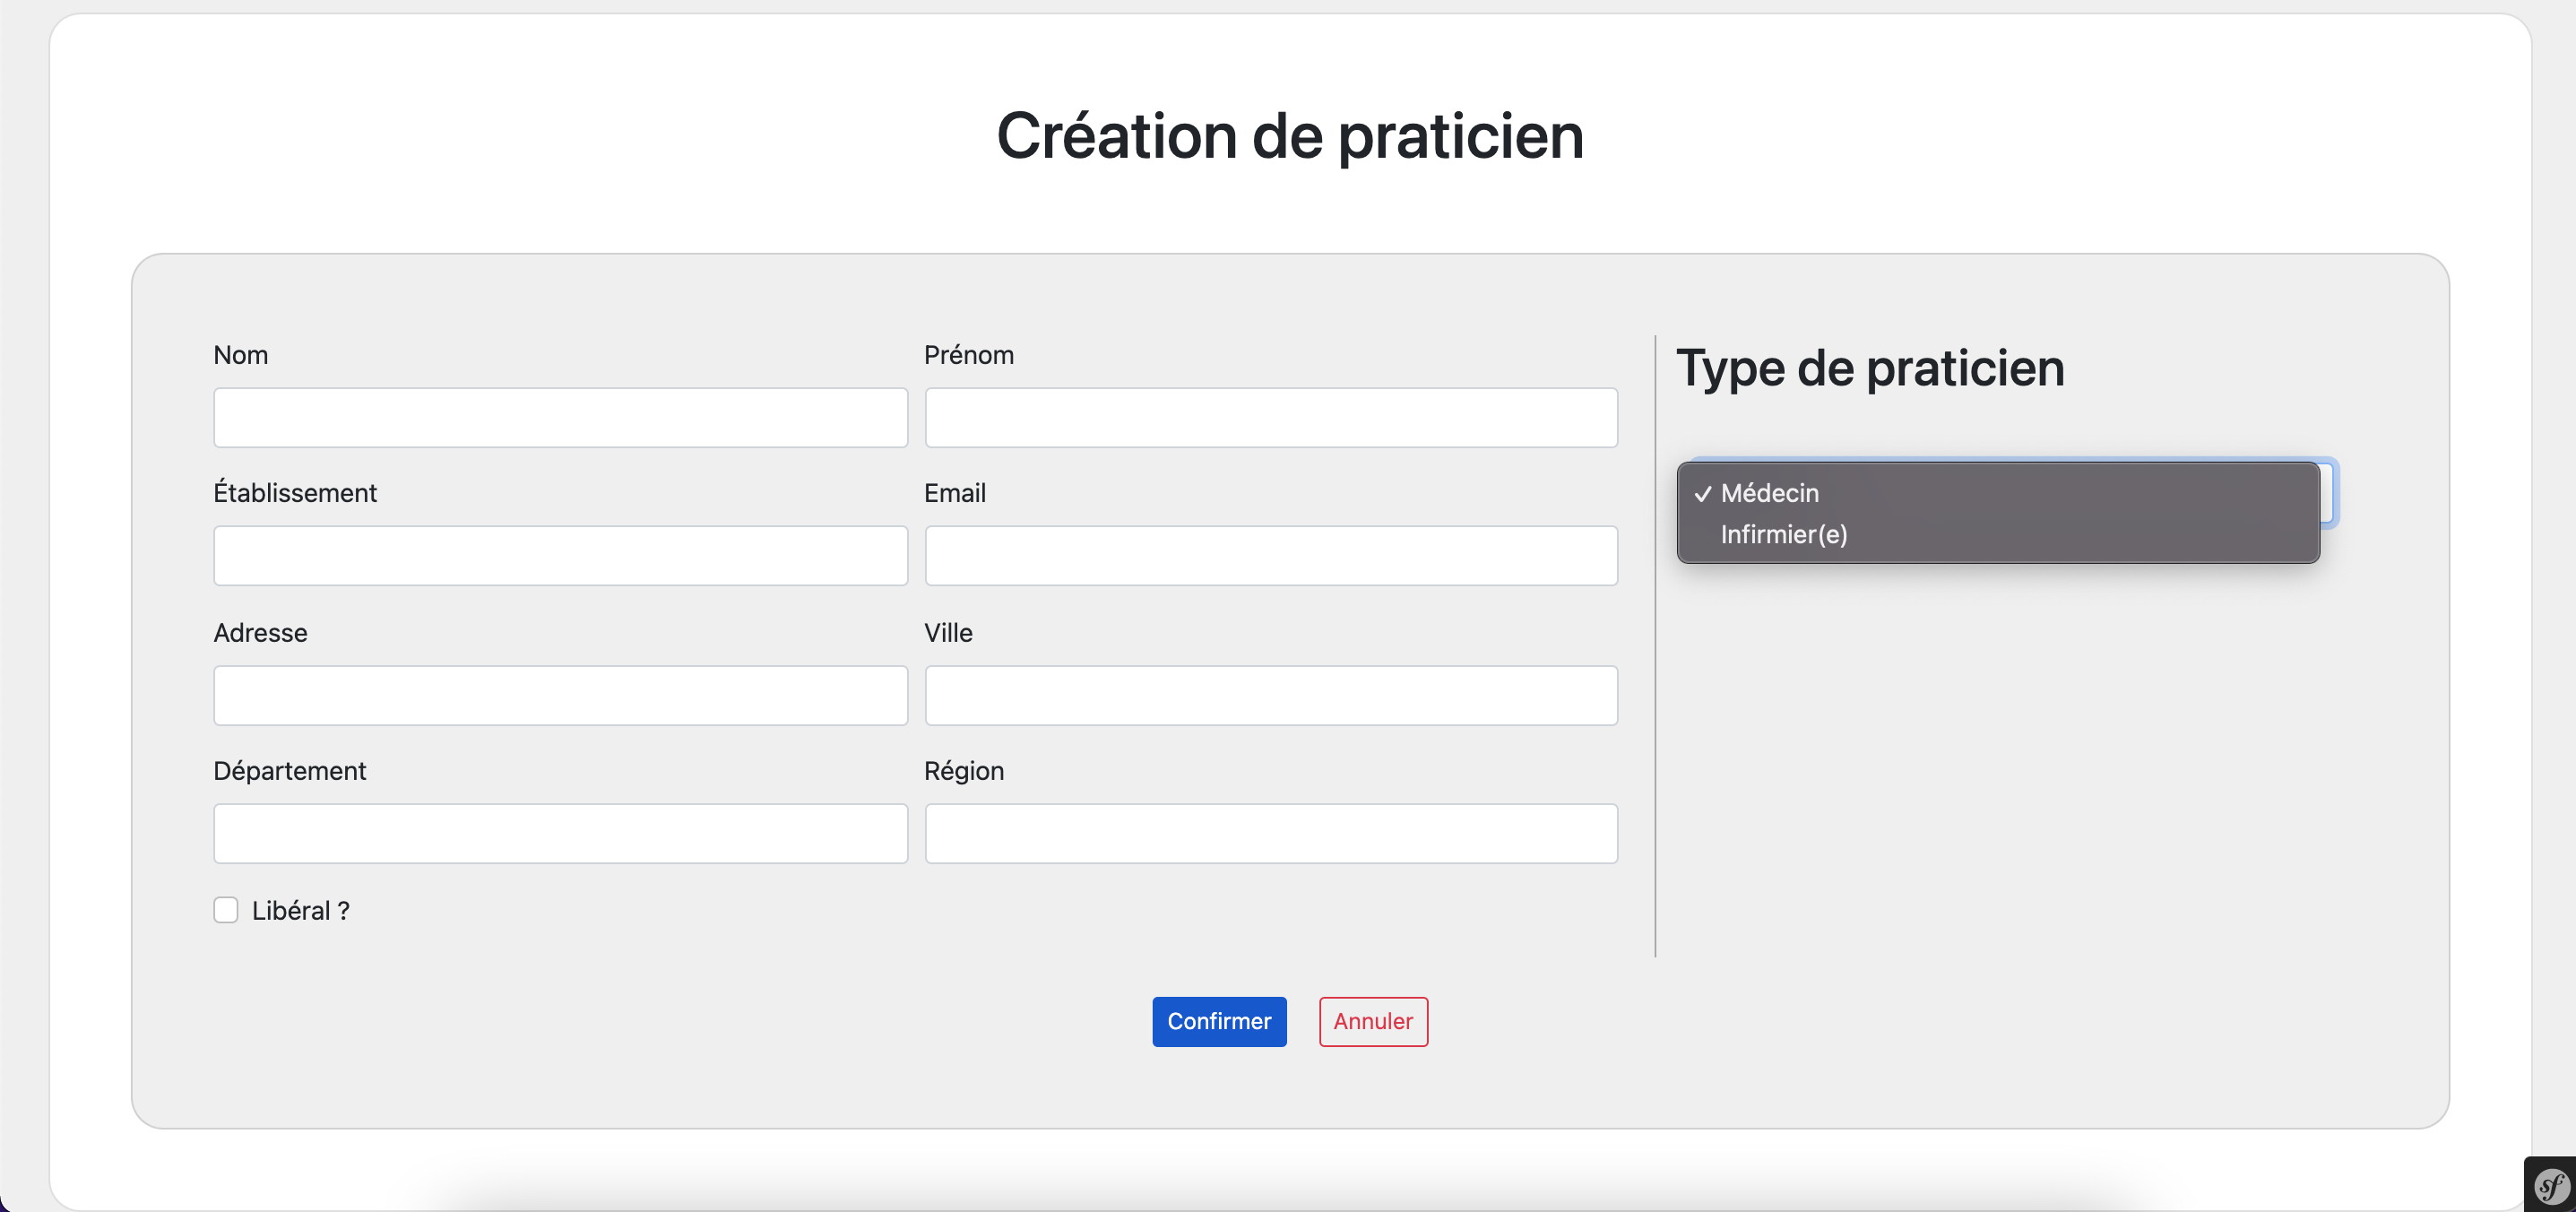 Création de praticien
Nom
Prénom
Type de praticien
Établissement
Email
✓ Médecin
Infirmier(e)
Adresse
Ville
Département
Région
Libéral ?
Confirmer
Annuler
sf